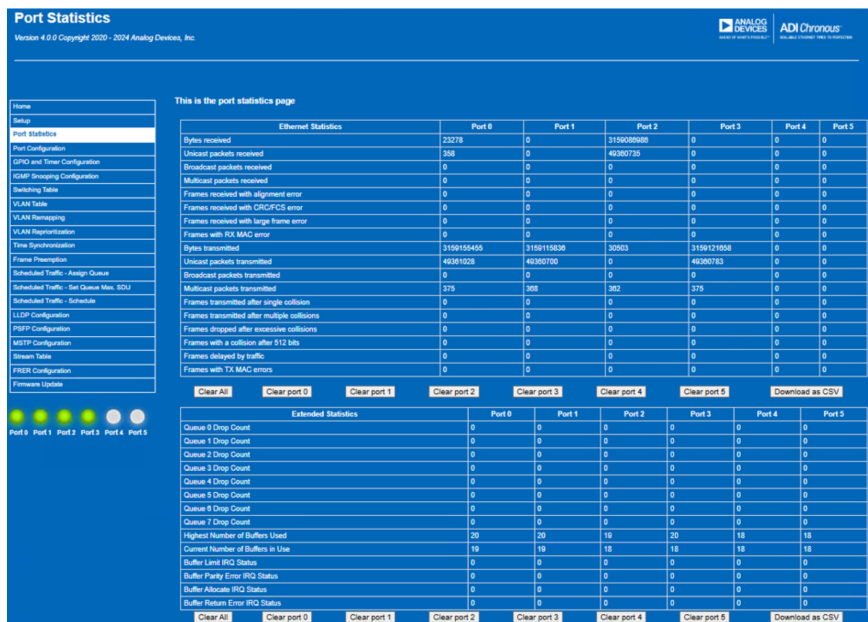 Port Statistics
Version 4.0.0 Copyright 2020 - 2024 Analog Devices, Inc.
ANALOG DEVICES
AHEAD OF WHAT'S POSSIBLE
ADI Chronous
SCALABLE ETHERNET TIMED TO PERFECTION
Home
Setup
Port Statistics
Port Configuration
GPIO and Timer Configuration
IGMP Snooping Configuration
Switching Table
VLAN Table
VLAN Remapping
VLAN Reprioritization
Time Synchronization
Frame Preemption
Scheduled Traffic - Assign Queue
Scheduled Traffic - Set Queue Max. SDU
Scheduled Traffic - Schedule
LLDP Configuration
PSFP Configuration
MSTP Configuration
Stream Table
FRER Configuration
Firmware Update
Port 0 Port 1 Port 2 Port 3 Port 4 Port 5
This is the port statistics page
Ethernet Statistics Port 0 Port 1 Port 2 Port 3 Port 4 Port 5
Bytes received 23278 0 3159086986 0 0 0
Unicast packets received 358 0 49360735 0 0 0
Broadcast packets received 0 0 0 0 0 0
Multicast packets received 0 0 0 0 0 0
Frames received with alignment error 0 0 0 0 0 0
Frames received with CRC/FCS error 0 0 0 0 0 0
Frames received with large frame error 0 0 0 0 0 0
Frames with RX MAC error 0 0 0 0 0 0
Bytes transmitted 3159155455 3159115836 30503 3159121658 0 0
Unicast packets transmitted 49361028 49360700 0 49360783 0 0
Broadcast packets transmitted 0 0 0 0 0 0
Multicast packets transmitted 375 368 362 375 0 0
Frames transmitted after single collision 0 0 0 0 0 0
Frames transmitted after multiple collisions 0 0 0 0 0 0
Frames dropped after excessive collisions 0 0 0 0 0 0
Frames with a collision after 512 bits 0 0 0 0 0 0
Frames delayed by traffic 0 0 0 0 0 0
Frames with TX MAC errors 0 0 0 0 0 0
Clear All Clear port 0 Clear port 1 Clear port 2 Clear port 3 Clear port 4 Clear port 5 Download as CSV
Extended Statistics Port 0 Port 1 Port 2 Port 3 Port 4 Port 5
Queue 0 Drop Count 0 0 0 0 0 0
Queue 1 Drop Count 0 0 0 0 0 0
Queue 2 Drop Count 0 0 0 0 0 0
Queue 3 Drop Count 0 0 0 0 0 0
Queue 4 Drop Count 0 0 0 0 0 0
Queue 5 Drop Count 0 0 0 0 0 0
Queue 6 Drop Count 0 0 0 0 0 0
Queue 7 Drop Count 0 0 0 0 0 0
Highest Number of Buffers Used 20 20 19 20 18 18
Current Number of Buffers in Use 19 19 18 18 18 18
Buffer Limit IRQ Status 0 0 0 0 0 0
Buffer Parity Error IRQ Status 0 0 0 0 0 0
Buffer Allocate IRQ Status 0 0 0 0 0 0
Buffer Return Error IRQ Status 0 0 0 0 0 0
Clear All Clear port 0 Clear port 1 Clear port 2 Clear port 3 Clear port 4 Clear port 5 Download as CSV